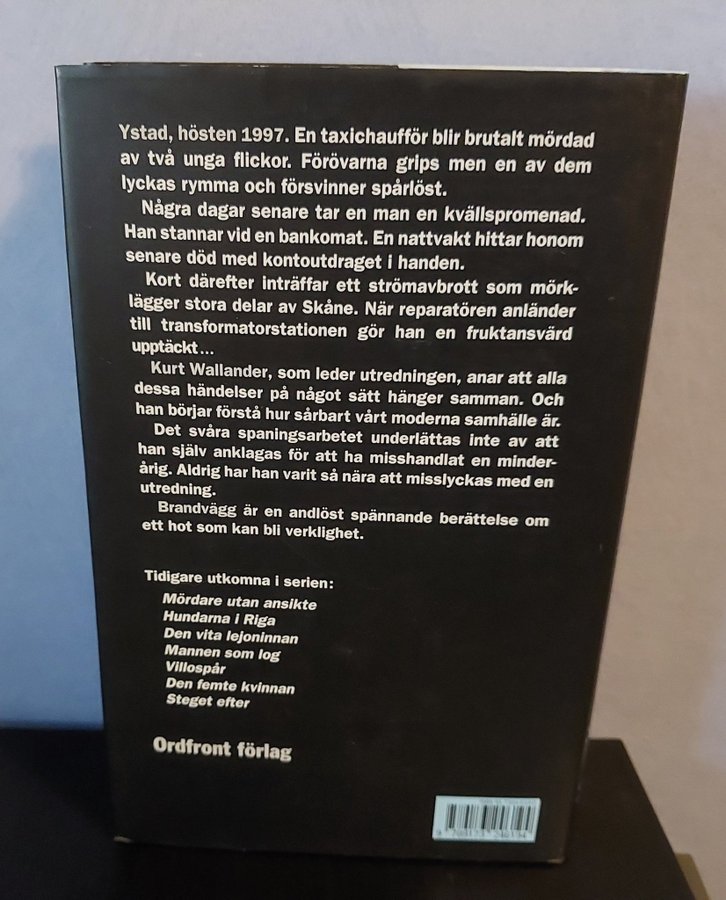 Ystad, hösten 1997. En taxichaufför blir brutalt mördad
av två unga flickor. Förövarna grips men en av dem
lyckas rymma och försvinner spårlöst.
Några dagar senare tar en man en kvällspromenad.
Han stannar vid en bankomat. En nattvakt hittar honom
senare död med kontoutdraget i handen.
Kort därefter inträffar ett strömavbrott som mörk-
lägger stora delar av Skåne. När reparatören anländer
till transformatorstationen gör han en fruktansvärd
upptäckt...
Kurt Wallander, som leder utredningen, anar att alla
dessa händelser på något sätt hänger samman. Och
han börjar förstå hur sårbart vårt moderna samhälle är.
Det svåra spaningsarbetet underlättas inte av att
han själv anklagas för att ha misshandlat en minder-
årig. Aldrig har han varit så nära att misslyckas med en
utredning.
Brandvägg är en andlöst spännande berättelse om
ett hot som kan bli verklighet.
Tidigare utkomna i serien:
Mördare utan ansikte
Hundarna i Riga
Den vita lejoninnan
Mannen som log
Villospår
Den femte kvinnan
Steget efter
Ordfront förlag